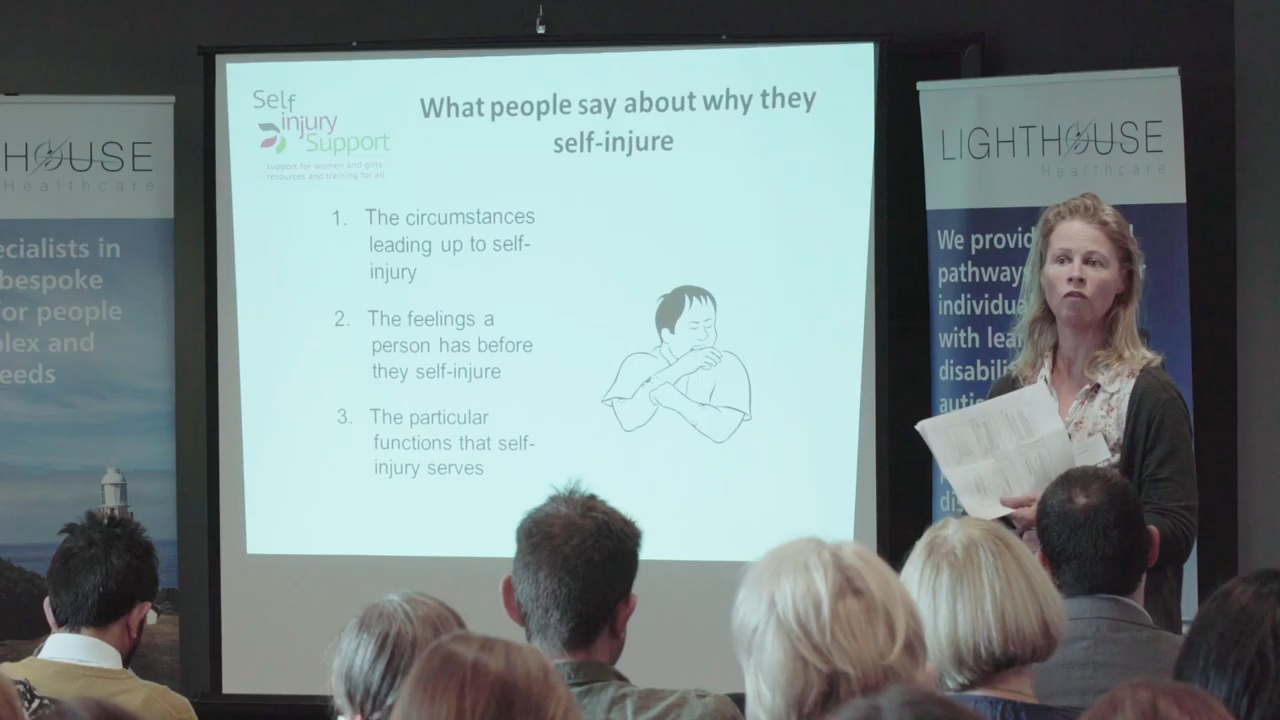 HOUSE
Healthcare
ecialists in
bespoke
or people
lex and
eeds
Self
injury
Support
support for women and girls
resources and training for all
What people say about why they
self-injure
1. The circumstances
leading up to self-
injury
2. The feelings a
person has before
they self-injure
3. The particular
functions that self-
injury serves
LIGHTHOUSE
Healthcare
We provid
pathways
individua
with lear
disabili
auti
dis